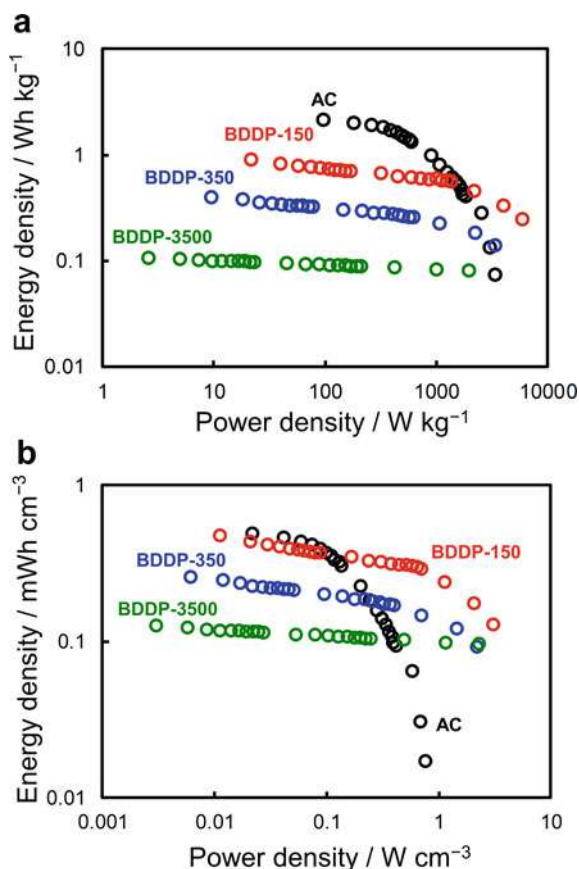 a
10
AC
BDDP-150
1
BDDP-350
BDDP-3500
0.1
0.01
1 10 100 1000 10000
Energy density / Wh kg⁻¹
Power density / W kg⁻¹
b
1
BDDP-350
BDDP-150
BDDP-3500
0.1
AC
0.01
0.001 0.01 0.1 1 10
Energy density / mWh cm⁻³
Power density / W cm⁻³